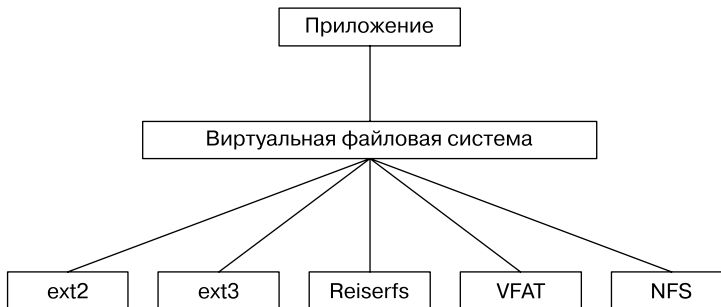 Приложение
Виртуальная файловая система
ext2
ext3
Reiserfs
VFAT
NFS